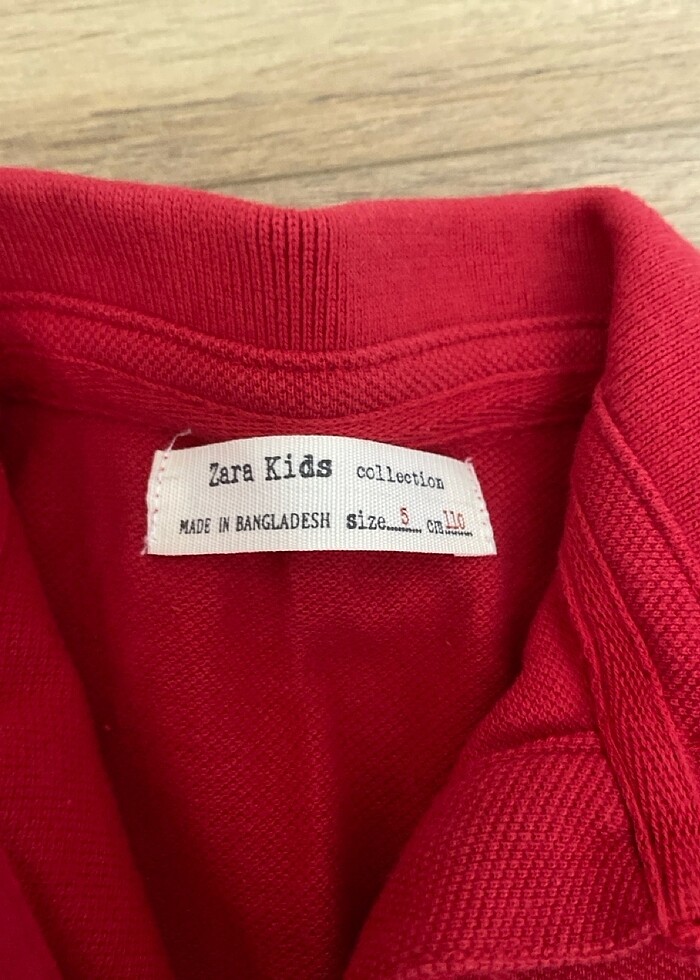 Zara Kids collection
MADE IN BANGLADESH size..... 5 .... cm 110